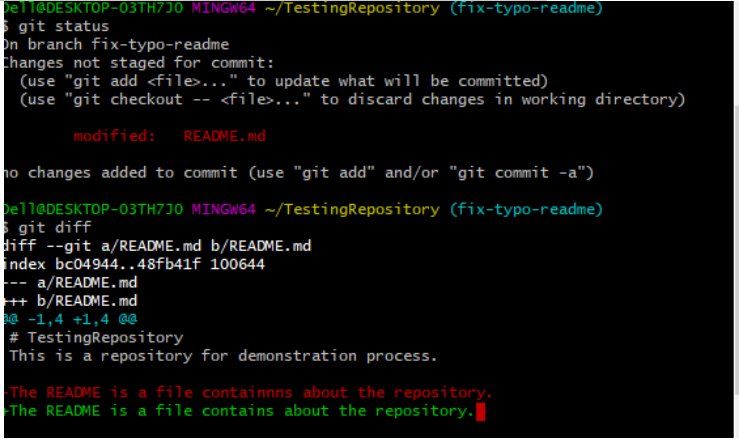 Dell@DESKTOP-03TH7JO MINGW64 ~/TestingRepository (fix-typo-readme)
$ git status
On branch fix-typo-readme
Changes not staged for commit:
  (use "git add <file>..." to update what will be committed)
  (use "git checkout -- <file>..." to discard changes in working directory)
        modified:   README.md
no changes added to commit (use "git add" and/or "git commit -a")
Dell@DESKTOP-03TH7JO MINGW64 ~/TestingRepository (fix-typo-readme)
$ git diff
diff --git a/README.md b/README.md
index bc04944..48fb41f 100644
--- a/README.md
+++ b/README.md
@@ -1,4 +1,4 @@
 # TestingRepository
 This is a repository for demonstration process.
-The README is a file containnns about the repository.
+The README is a file contains about the repository.